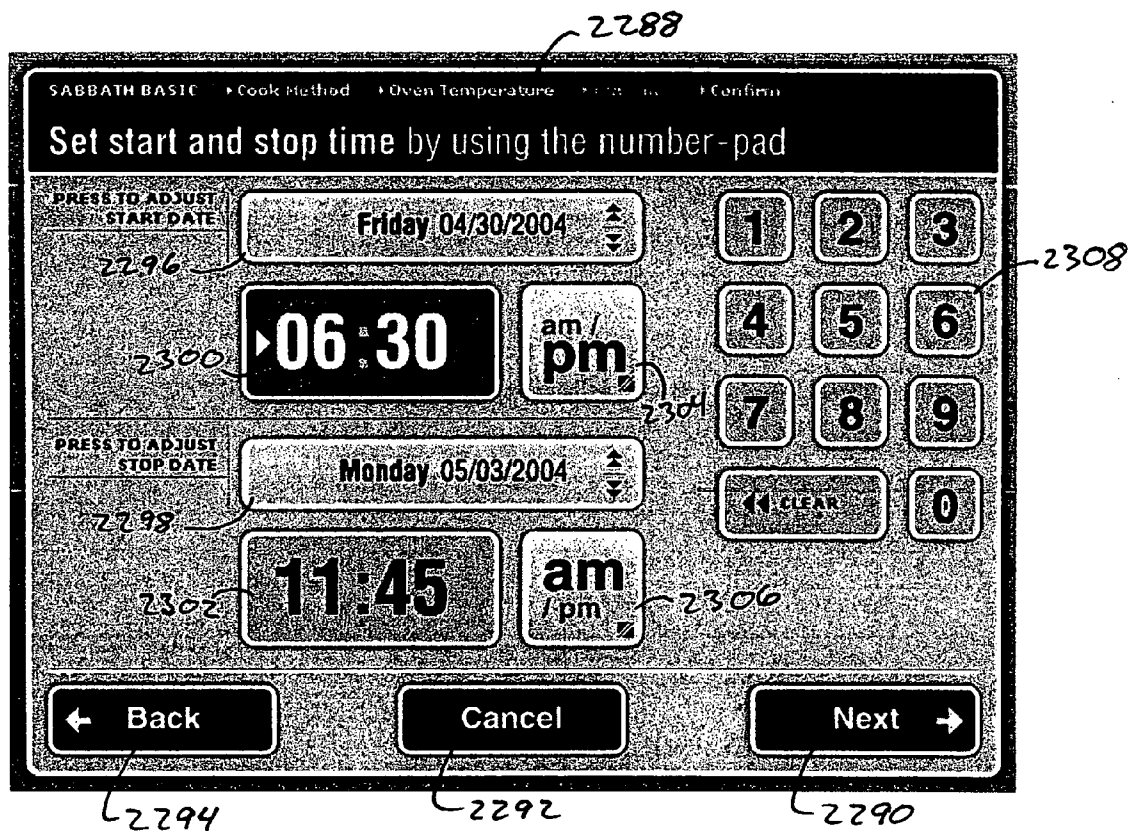 2288
SABBATH BASIC Cook Method Oven Temperature Confirm
Set start and stop time by using the number-pad
PRESS TO ADJUST
START DATE
Friday 04/30/2004
1 2 3
2296
2308
06:30
am /
pm
4 5 6
2300
2304
7 8 9
PRESS TO ADJUST
STOP DATE
Monday 05/03/2004
CLEAR 0
2298
11:45
am
/ pm
2302
2306
Back Cancel Next
2294 2292 2290